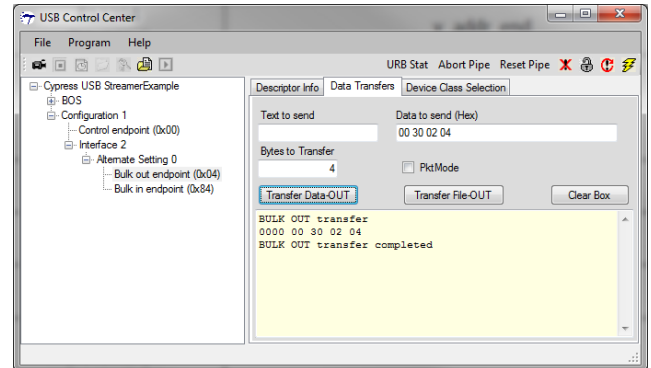 USB Control Center
File Program Help
URB Stat Abort Pipe Reset Pipe
Cypress USB StreamerExample
BOS
Configuration 1
Control endpoint (0x00)
Interface 2
Alternate Setting 0
Bulk out endpoint (0x04)
Bulk in endpoint (0x84)
Descriptor Info Data Transfers Device Class Selection
Text to send Data to send (Hex)
00 30 02 04
Bytes to Transfer
4 PktMode
Transfer Data-OUT Transfer File-OUT Clear Box
BULK OUT transfer
0000 00 30 02 04
BULK OUT transfer completed